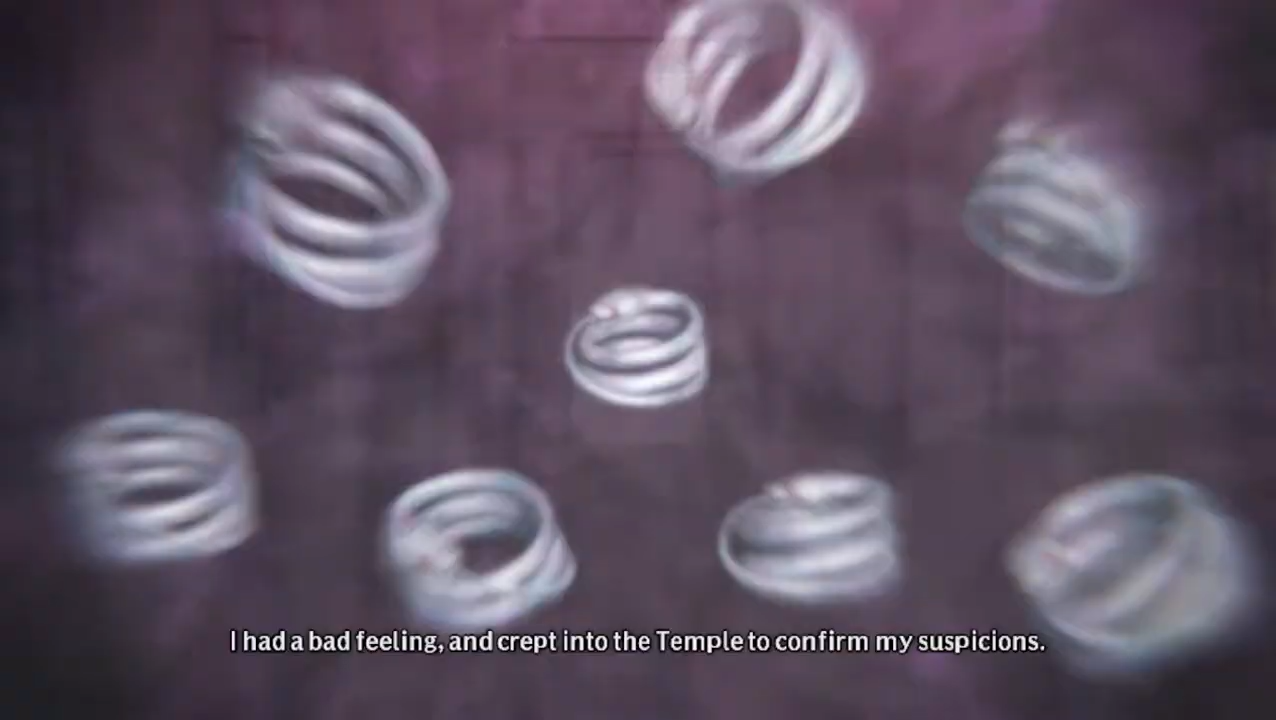 I had a bad feeling, and crept into the Temple to confirm my suspicions.